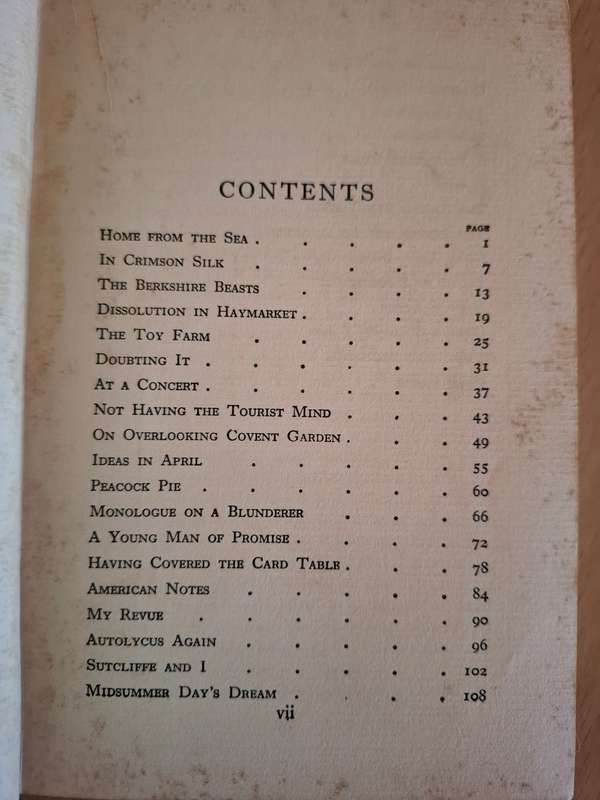 CONTENTS
PAGE
HOME FROM THE SEA . . . . . 1
IN CRIMSON SILK . . . . . 7
THE BERKSHIRE BEASTS . . . . 13
DISSOLUTION IN HAYMARKET . . . . 19
THE TOY FARM . . . . . 25
DOUBTING IT . . . . . . 31
AT A CONCERT . . . . . . 37
NOT HAVING THE TOURIST MIND . . . 43
ON OVERLOOKING COVENT GARDEN . . . 49
IDEAS IN APRIL . . . . . 55
PEACOCK PIE . . . . . . 60
MONOLOGUE ON A BLUNDERER . . . 66
A YOUNG MAN OF PROMISE . . . . 72
HAVING COVERED THE CARD TABLE . . . 78
AMERICAN NOTES . . . . . 84
MY REVUE . . . . . . 90
AUTOLYCUS AGAIN . . . . . 96
SUTCLIFFE AND I . . . . . 102
MIDSUMMER DAY'S DREAM . . . . 108
vii